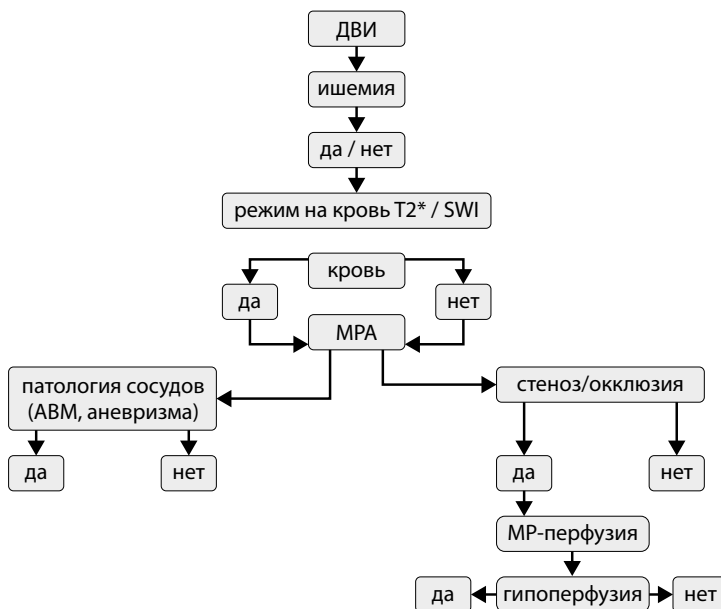 ДВИ
ишемия
да / нет
режим на кровь Т2* / SWI
кровь
да
нет
МРА
патология сосудов
(АВМ, аневризма)
стеноз/окклюзия
да
нет
да
нет
МР-перфузия
да
гипоперфузия
нет